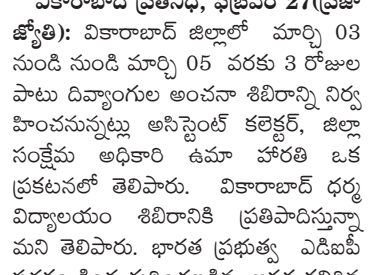 వికారాబాద్ ప్రతినిధి, ఫిబ్రవరి 27(ప్రజా
జ్యోతి): వికారాబాద్ జిల్లాలో మార్చి 03
నుండి నుండి మార్చి 05 వరకు 3 రోజుల
పాటు దివ్యాంగుల అంచనా శిబిరాన్ని నిర్వ
హించనున్నట్లు అసిస్టెంట్ కలెక్టర్, జిల్లా
సంక్షేమ అధికారి ఉమా హారతి ఒక
ప్రకటనలో తెలిపారు. వికారాబాద్ ధర్మ
విద్యాలయం శిబిరానికి ప్రతిపాదిస్తున్నా
మని తెలిపారు. భారత ప్రభుత్వ ఎడిఐపీ